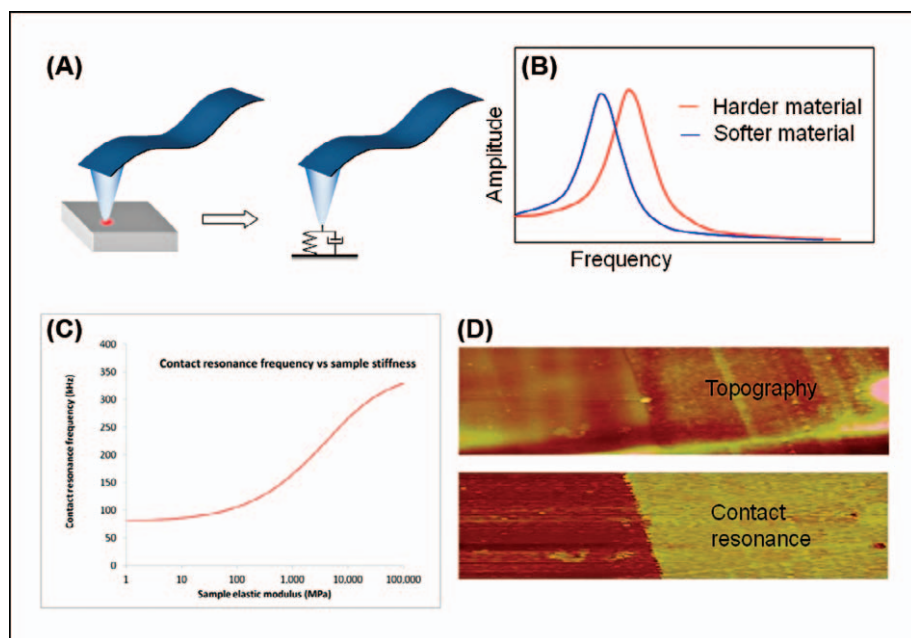 (A)
(B)
Harder material
Softer material
Amplitude
Frequency
(C)
Contact resonance frequency vs sample stiffness
Contact resonance frequency (kHz)
400
350
300
250
200
150
100
50
0
1
10
100
1,000
10,000
100,000
Sample elastic modulus (MPa)
(D)
Topography
Contact
resonance